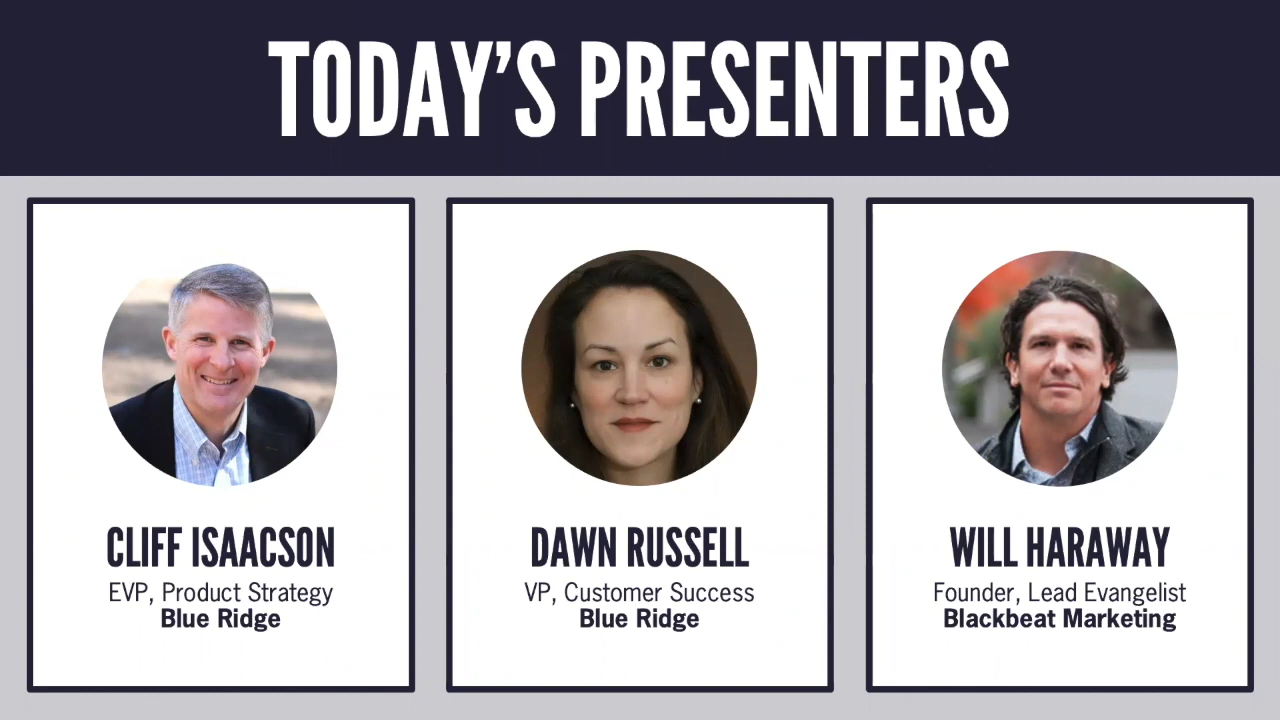 TODAY’S PRESENTERS
CLIFF ISAACSON
EVP, Product Strategy
Blue Ridge
DAWN RUSSELL
VP, Customer Success
Blue Ridge
WILL HARAWAY
Founder, Lead Evangelist
Blackbeat Marketing